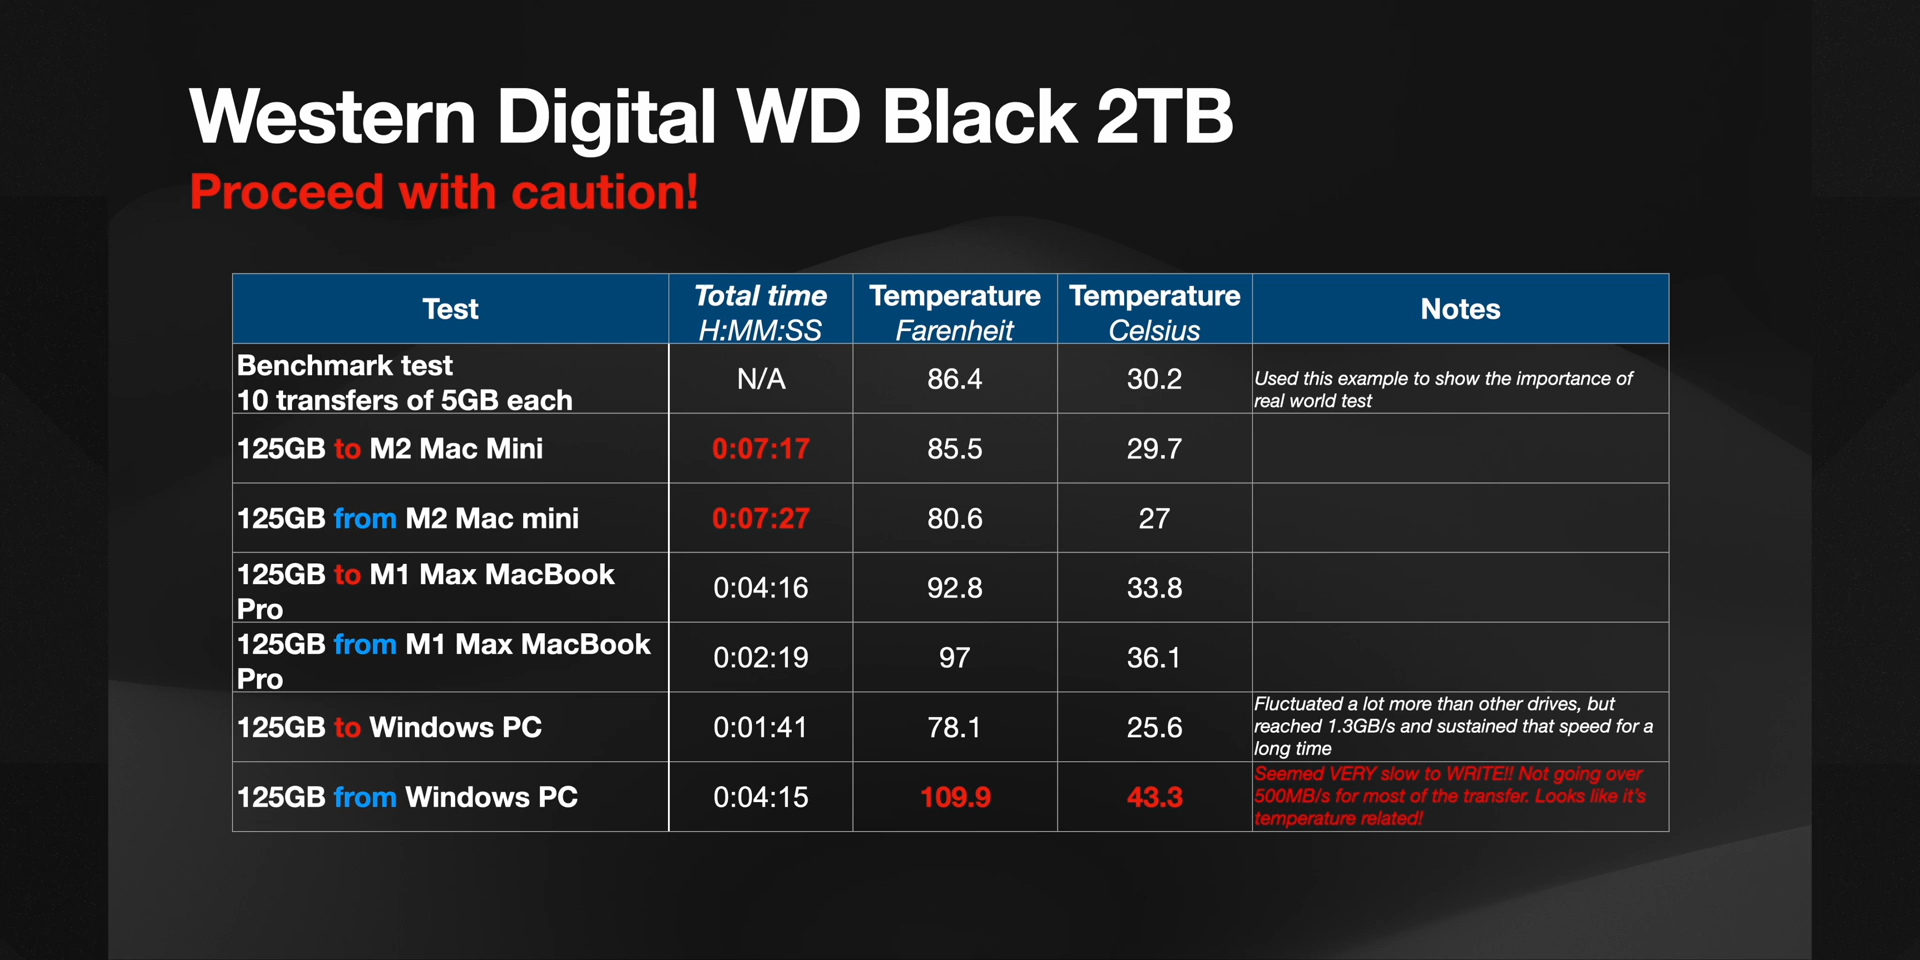 Western Digital WD Black 2TB
Proceed with caution!
Test
Total time
H:MM:SS
Temperature
Farenheit
Temperature
Celsius
Notes
Benchmark test
10 transfers of 5GB each
N/A
86.4
30.2
Used this example to show the importance of
real world test
125GB to M2 Mac Mini
0:07:17
85.5
29.7
125GB from M2 Mac mini
0:07:27
80.6
27
125GB to M1 Max MacBook
Pro
0:04:16
92.8
33.8
125GB from M1 Max MacBook
Pro
0:02:19
97
36.1
125GB to Windows PC
0:01:41
78.1
25.6
Fluctuated a lot more than other drives, but
reached 1.3GB/s and sustained that speed for a
long time
125GB from Windows PC
0:04:15
109.9
43.3
Seemed VERY slow to WRITE!! Not going over
500MB/s for most of the transfer. Looks like it's
temperature related!